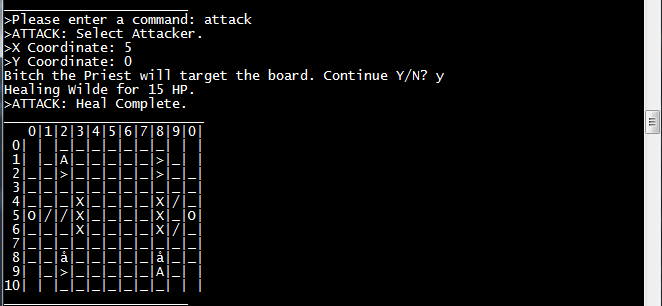 >Please enter a command: attack
>ATTACK: Select Attacker.
>X Coordinate: 5
>Y Coordinate: 0
Bitch the Priest will target the board. Continue Y/N? y
Healing Wilde for 15 HP.
>ATTACK: Heal Complete.
0|1|2|3|4|5|6|7|8|9|0|
0| | |_|_|_|_|_|_|_| | |
1| |_|A|_|_|_|_|_|>|_| |
2|_|_|>|_|_|_|_|_|>|_|_|
3|_|_|_|_|_|_|_|_|_|_|_|
4|_|_|_|X|_|_|_|_|X|/|_|
5|O|/|/|X|_|_|_|_|X|_|O|
6|_|_|_|X|_|_|_|_|X|/|_|
7|_|_|_|_|_|_|_|_|_|_|_|
8|_|_|å|_|_|_|_|_|å|_|_|
9| |_|>|_|_|_|_|_|A|_| |
10| | |_|_|_|_|_|_|_| | |